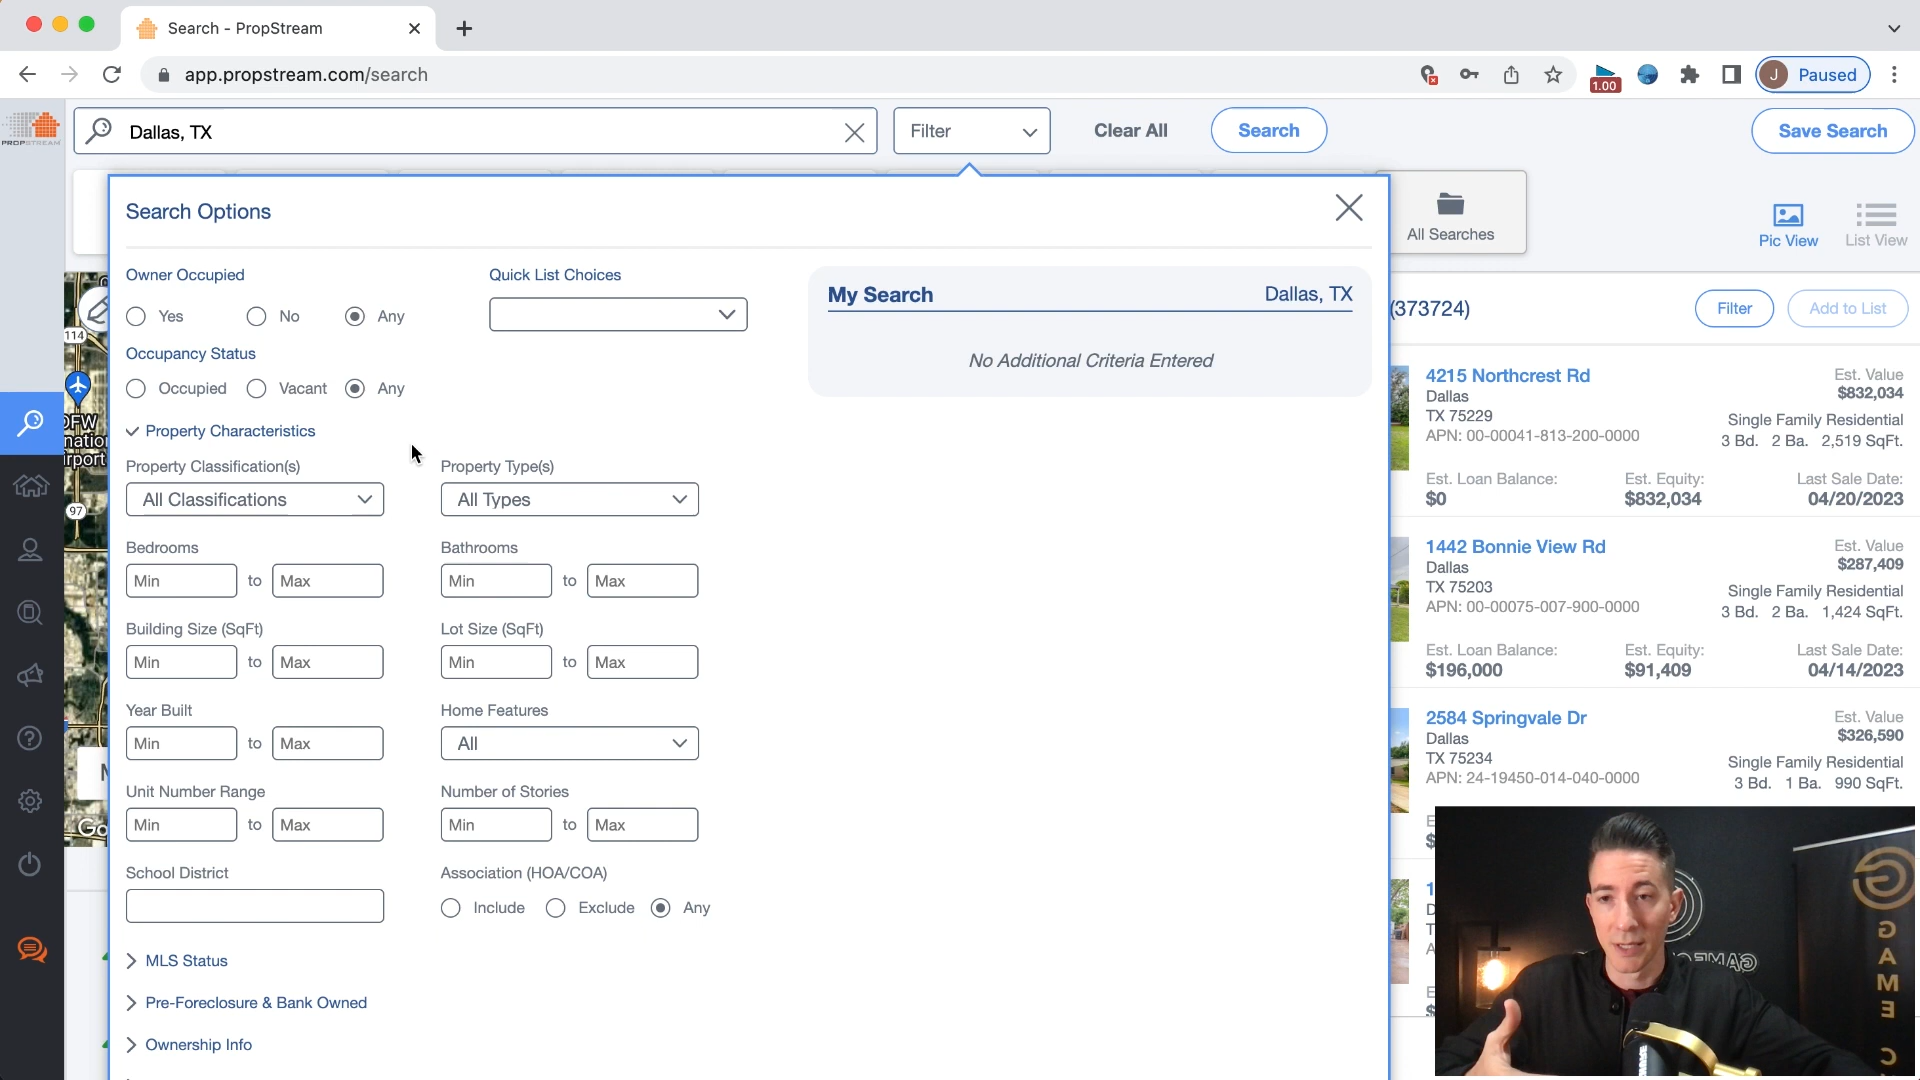 Search - PropStream
app.propstream.com/search
1.00
J
Paused
PROPSTREAM
Dallas, TX
Filter
Clear All
Search
Save Search
Search Options
All Searches
Pic View
List View
Owner Occupied
Yes
No
Any
Quick List Choices
My Search
Dallas, TX
No Additional Criteria Entered
(373724)
Filter
Add to List
Occupancy Status
Occupied
Vacant
Any
114
97
Property Characteristics
Property Classification(s)
All Classifications
Property Type(s)
All Types
Bedrooms
Min to Max
Bathrooms
Min to Max
Building Size (SqFt)
Min to Max
Lot Size (SqFt)
Min to Max
Year Built
Min to Max
Home Features
All
Unit Number Range
Min to Max
Number of Stories
Min to Max
School District
Association (HOA/COA)
Include
Exclude
Any
MLS Status
Pre-Foreclosure & Bank Owned
Ownership Info
4215 Northcrest Rd
Dallas
TX 75229
APN: 00-00041-813-200-0000
Est. Value
$832,034
Single Family Residential
3 Bd. 2 Ba. 2,519 SqFt.
Est. Loan Balance:
$0
Est. Equity:
$832,034
Last Sale Date:
04/20/2023
1442 Bonnie View Rd
Dallas
TX 75203
APN: 00-00075-007-900-0000
Est. Value
$287,409
Single Family Residential
3 Bd. 2 Ba. 1,424 SqFt.
Est. Loan Balance:
$196,000
Est. Equity:
$91,409
Last Sale Date:
04/14/2023
2584 Springvale Dr
Dallas
TX 75234
APN: 24-19450-014-040-0000
Est. Value
$326,590
Single Family Residential
3 Bd. 1 Ba. 990 SqFt.
GAME